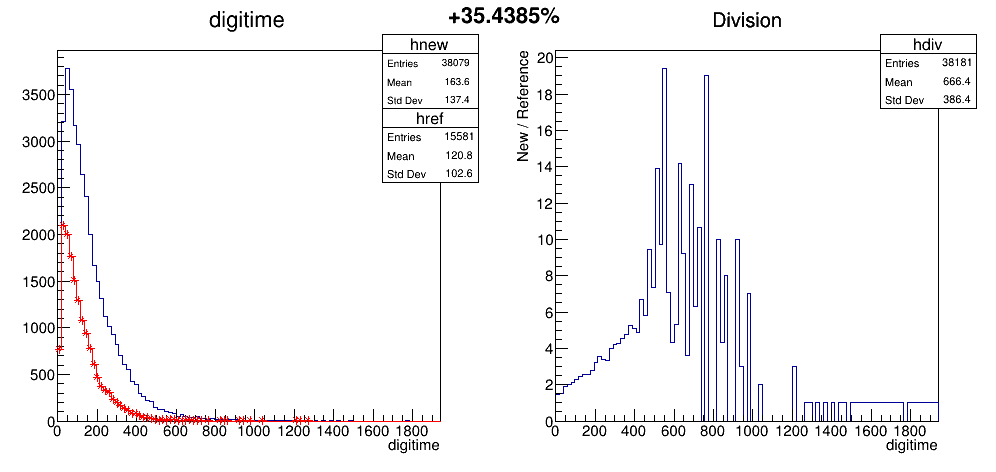 +35.4385%
digitime
hnew
Entries 38079
Mean 163.6
Std Dev 137.4
href
Entries 15581
Mean 120.8
Std Dev 102.6
3500
3000
2500
2000
1500
1000
500
0
0 200 400 600 800 1000 1200 1400 1600 1800
digitime
Division
hdiv
Entries 38181
Mean 666.4
Std Dev 386.4
New / Reference
20
18
16
14
12
10
8
6
4
2
0
0 200 400 600 800 1000 1200 1400 1600 1800
digitime